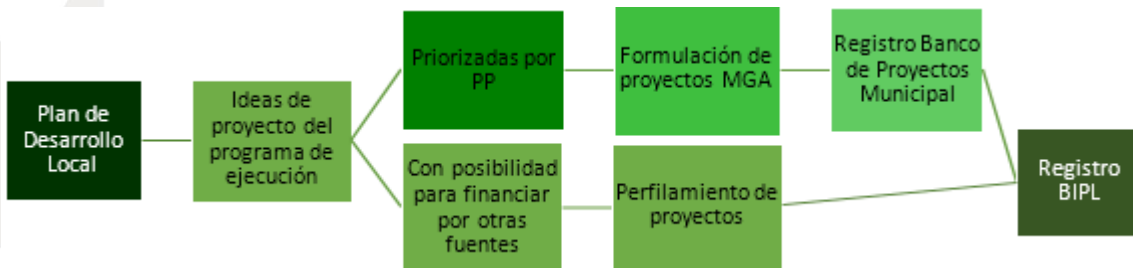 Plan de
Desarrollo
Local
Ideas de
proyecto del
programa de
ejecución
Priorizadas por
PP
Formulación de
proyectos MGA
Registro Banco
de Proyectos
Municipal
Con posibilidad
para financiar
por otras
fuentes
Perfilamiento de
proyectos
Registro
BIPL